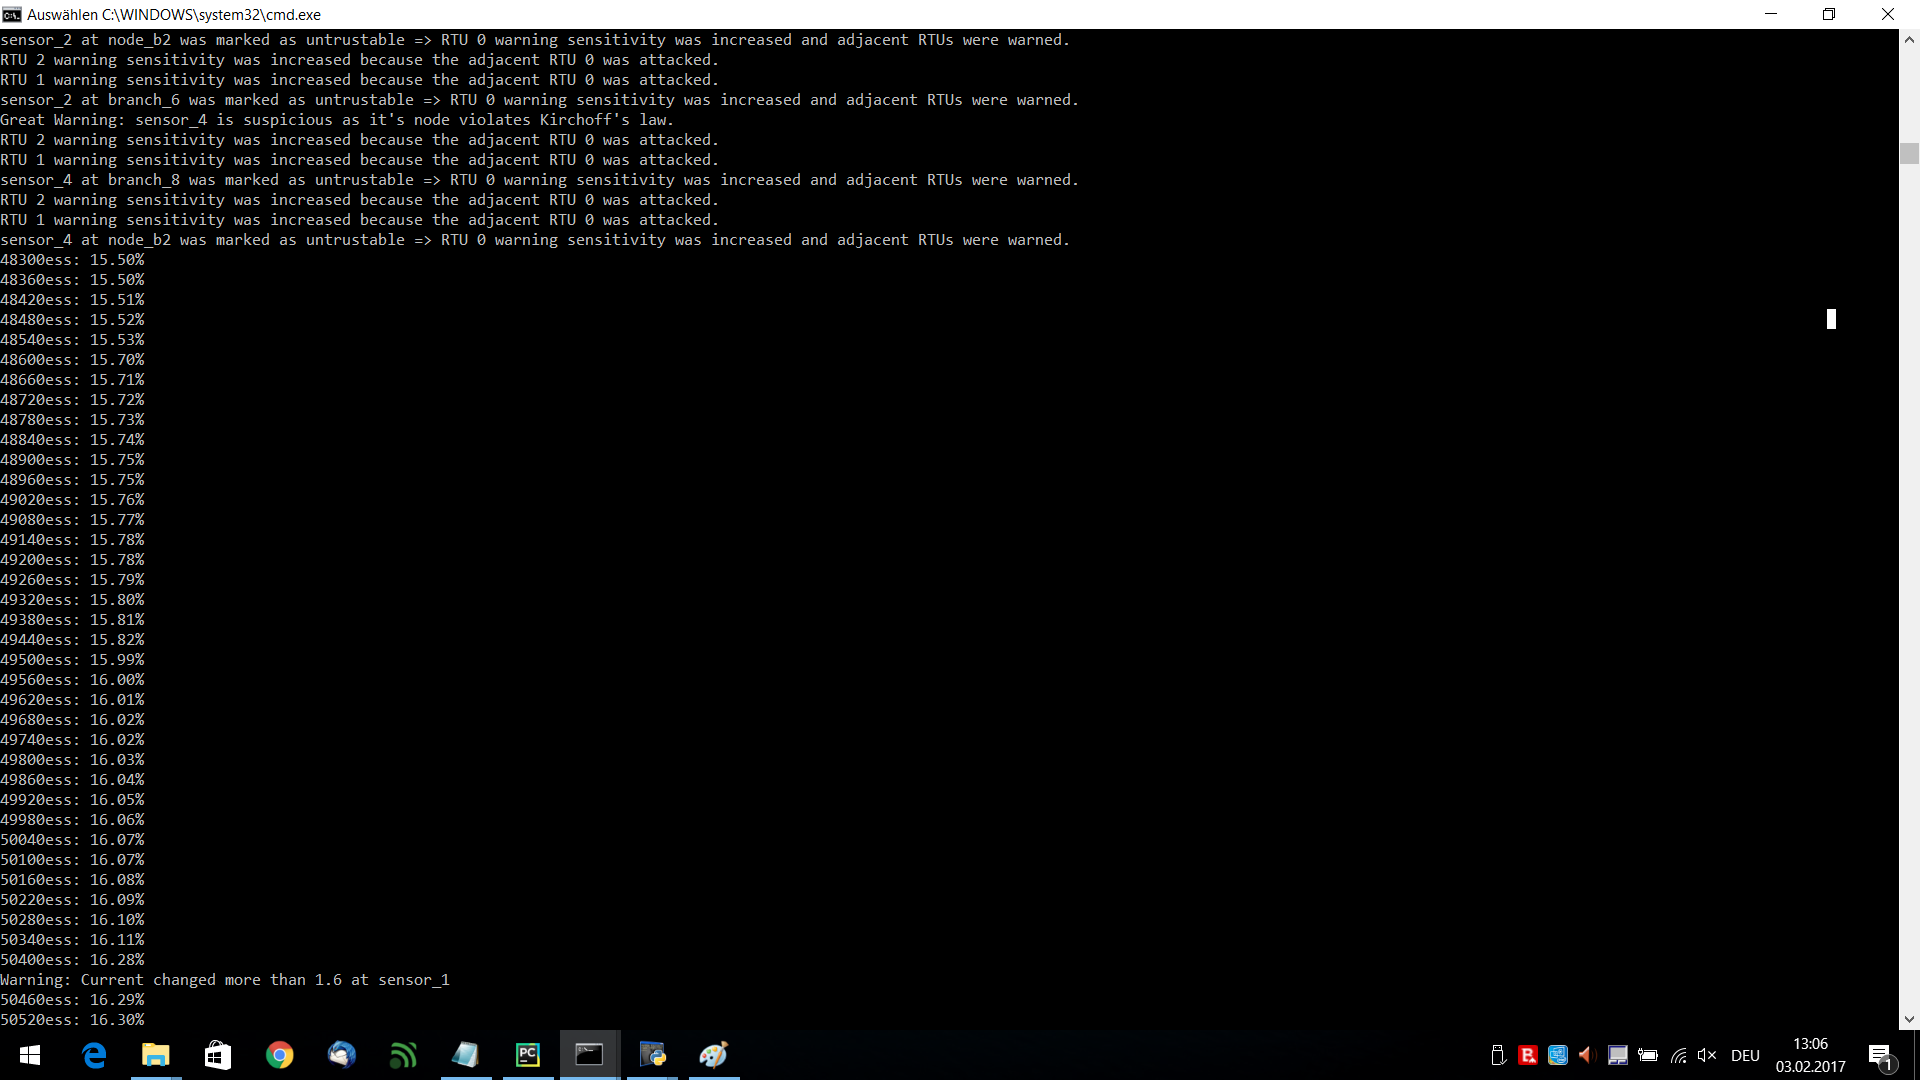 Auswählen C:\WINDOWS\system32\cmd.exe
sensor_2 at node_b2 was marked as untrustable => RTU 0 warning sensitivity was increased and adjacent RTUs were warned.
RTU 2 warning sensitivity was increased because the adjacent RTU 0 was attacked.
RTU 1 warning sensitivity was increased because the adjacent RTU 0 was attacked.
sensor_2 at branch_6 was marked as untrustable => RTU 0 warning sensitivity was increased and adjacent RTUs were warned.
Great Warning: sensor_4 is suspicious as it's node violates Kirchoff's law.
RTU 2 warning sensitivity was increased because the adjacent RTU 0 was attacked.
RTU 1 warning sensitivity was increased because the adjacent RTU 0 was attacked.
sensor_4 at branch_8 was marked as untrustable => RTU 0 warning sensitivity was increased and adjacent RTUs were warned.
RTU 2 warning sensitivity was increased because the adjacent RTU 0 was attacked.
RTU 1 warning sensitivity was increased because the adjacent RTU 0 was attacked.
sensor_4 at node_b2 was marked as untrustable => RTU 0 warning sensitivity was increased and adjacent RTUs were warned.
48300ess: 15.50%
48360ess: 15.50%
48420ess: 15.51%
48480ess: 15.52%
48540ess: 15.53%
48600ess: 15.70%
48660ess: 15.71%
48720ess: 15.72%
48780ess: 15.73%
48840ess: 15.74%
48900ess: 15.75%
48960ess: 15.75%
49020ess: 15.76%
49080ess: 15.77%
49140ess: 15.78%
49200ess: 15.78%
49260ess: 15.79%
49320ess: 15.80%
49380ess: 15.81%
49440ess: 15.82%
49500ess: 15.99%
49560ess: 16.00%
49620ess: 16.01%
49680ess: 16.02%
49740ess: 16.02%
49800ess: 16.03%
49860ess: 16.04%
49920ess: 16.05%
49980ess: 16.06%
50040ess: 16.07%
50100ess: 16.07%
50160ess: 16.08%
50220ess: 16.09%
50280ess: 16.10%
50340ess: 16.11%
50400ess: 16.28%
Warning: Current changed more than 1.6 at sensor_1
50460ess: 16.29%
50520ess: 16.30%
PC
B
DEU
13:06
03.02.2017
1